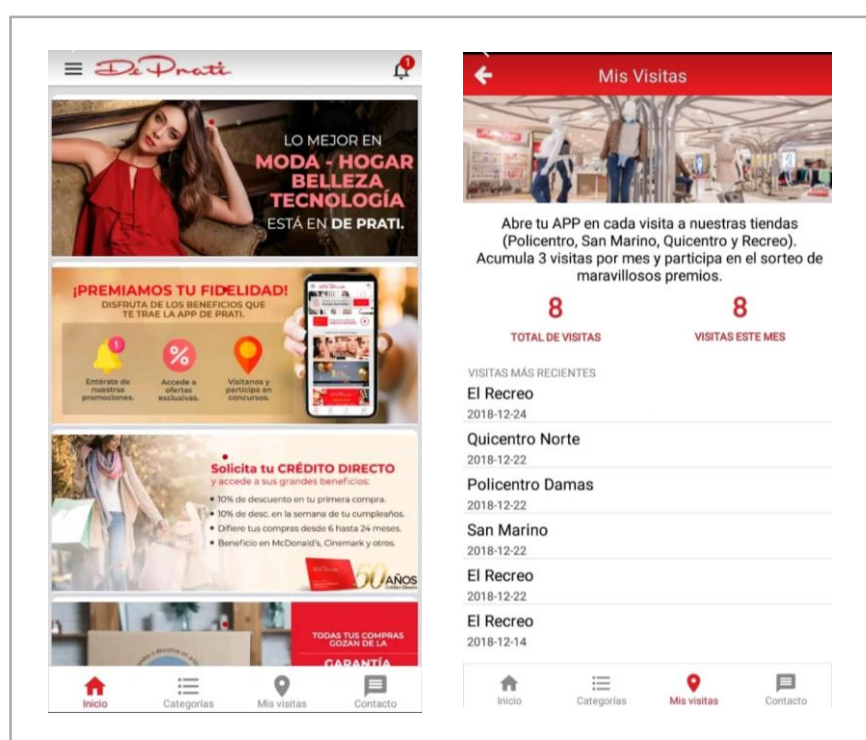 De Prati
1
LO MEJOR EN
MODA - HOGAR
BELLEZA
TECNOLOGÍA
ESTÁ EN DE PRATI.
¡PREMIAMOS TU FIDELIDAD!
DISFRUTA DE LOS BENEFICIOS QUE
TE TRAE LA APP DE PRATI.
1
Entérate de
nuestras
promociones.
%
Accede a
ofertas
exclusivas.
Visítanos y
participa en
concursos.
Solicita tu CRÉDITO DIRECTO
y accede a sus grandes beneficios:
• 10% de descuento en tu primera compra.
• 10% de desc. en la semana de tu cumpleaños.
• Difiere tus compras desde 6 hasta 24 meses.
• Beneficio en McDonald's, Cinemark y otros.
50 AÑOS
Crédito Directo
TODAS TUS COMPRAS
GOZAN DE LA
GARANTÍA
Inicio
Categorías
Mis visitas
Contacto
Mis Visitas
Abre tu APP en cada visita a nuestras tiendas
(Policentro, San Marino, Quicentro y Recreo).
Acumula 3 visitas por mes y participa en el sorteo de
maravillosos premios.
8
TOTAL DE VISITAS
8
VISITAS ESTE MES
VISITAS MÁS RECIENTES
El Recreo
2018-12-24
Quicentro Norte
2018-12-22
Policentro Damas
2018-12-22
San Marino
2018-12-22
El Recreo
2018-12-22
El Recreo
2018-12-14
Inicio
Categorías
Mis visitas
Contacto